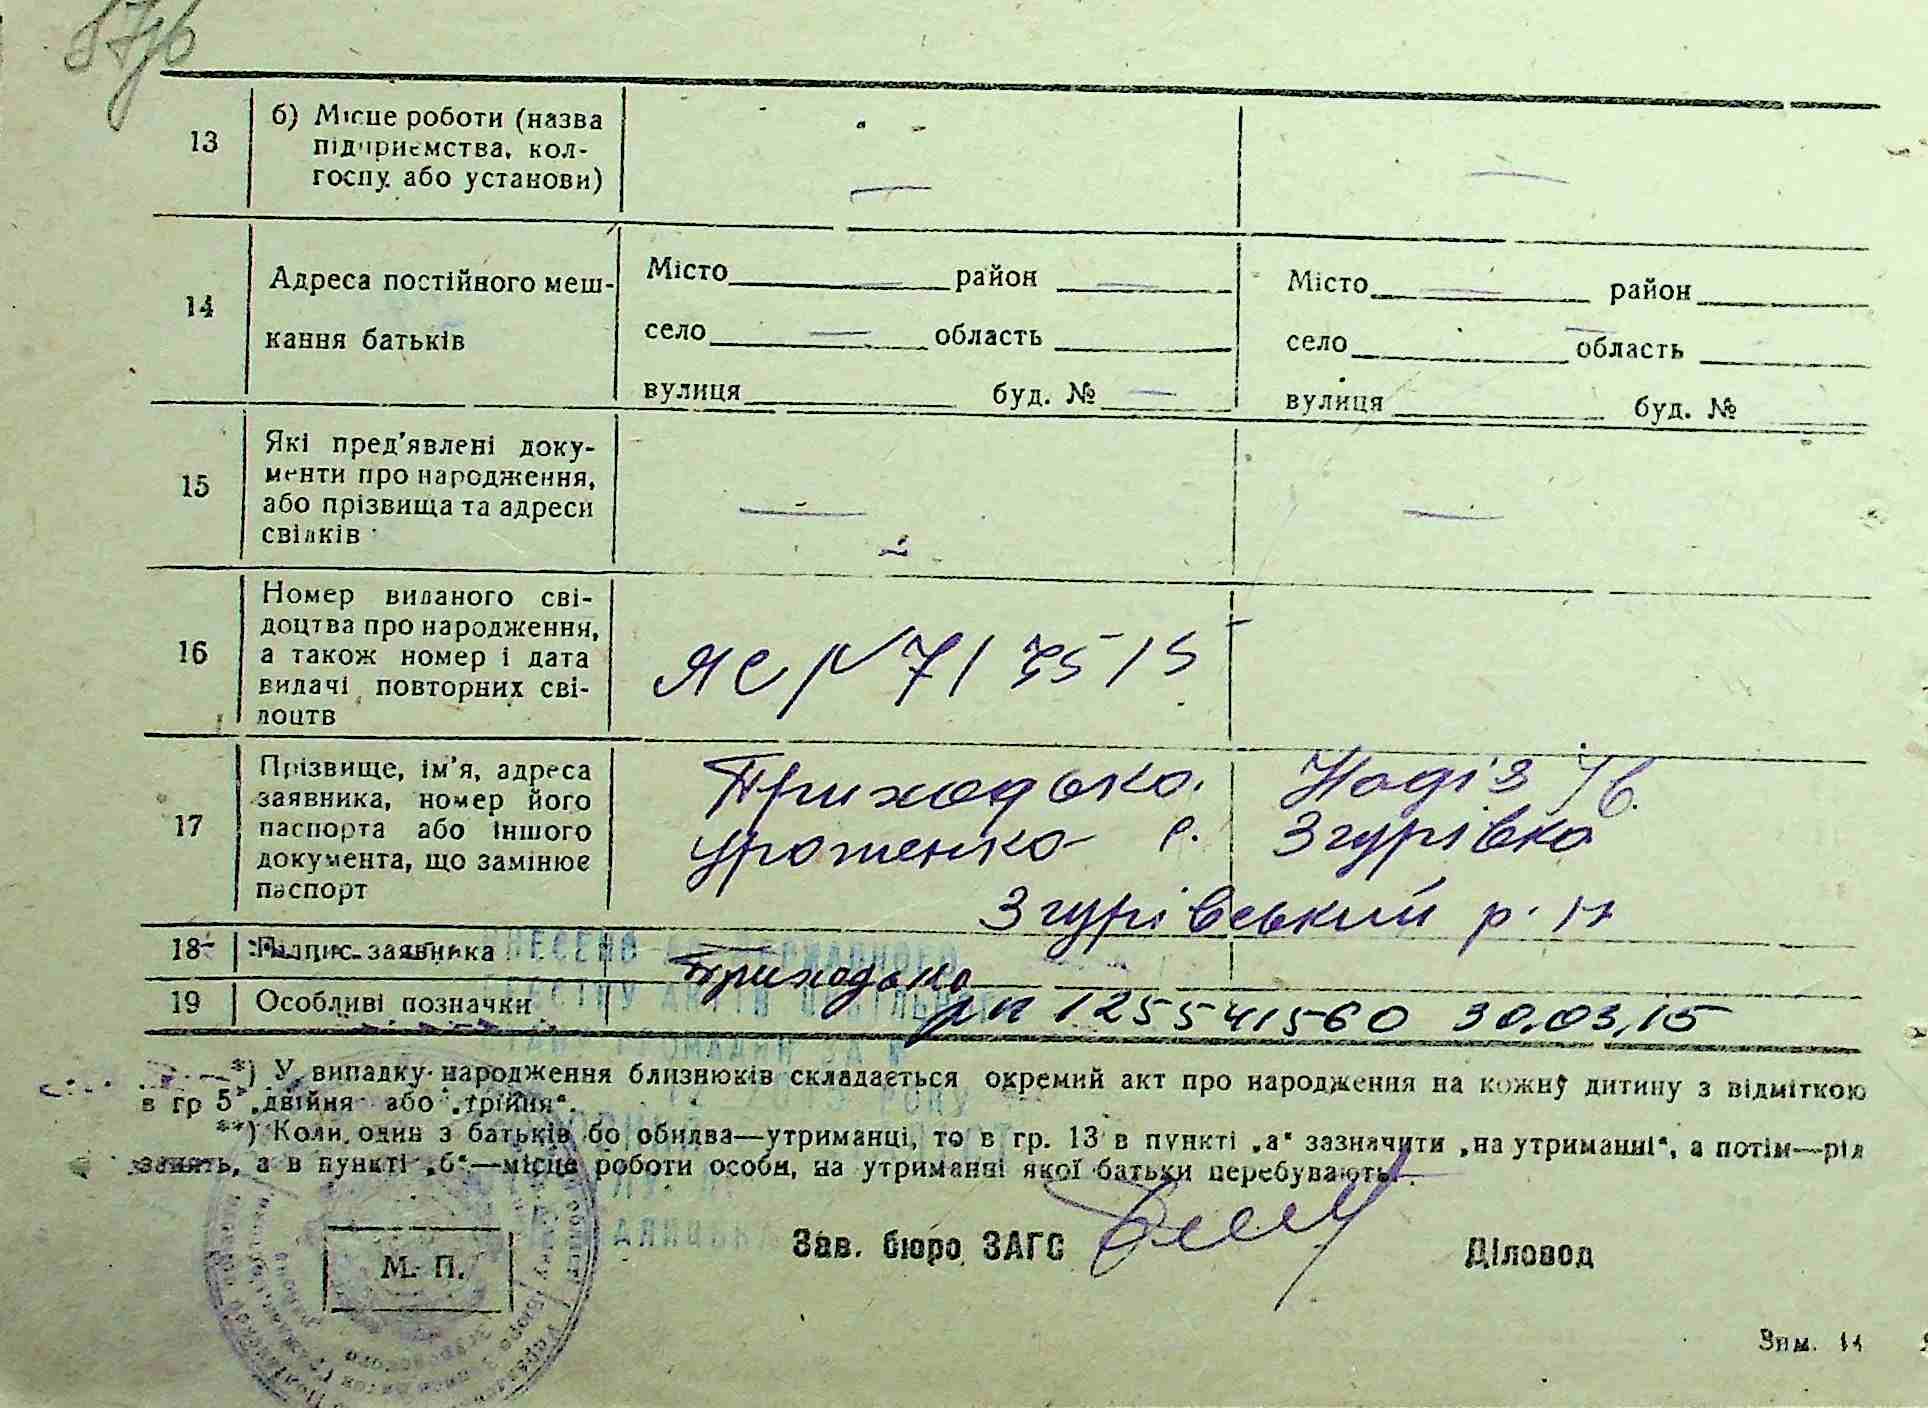 13
б) Місце роботи (назва
підприємства, кол-
госпу або установи)
—
—
14
Адреса постійного меш-
кання батьків
Місто — район —
село — область
вулиця буд. № —
Місто — район
село область —
вулиця буд. №
15
Які пред'явлені доку-
менти про народження,
або прізвища та адреси
свідків
—
—
16
Номер виданого сві-
доцтва про народження,
а також номер і дата
видачі повторних сві-
доцтв
ЯС № 717515
17
Прізвище, ім'я, адреса
заявника, номер його
паспорта або іншого
документа, що замінює
паспорт
Приходько Надія Ів.
уроженка с. Згурівка
Згурівський р-н
18
Підпис заявника
Приходько
19
Особливі позначки
125541560 30.03.15
*) У випадку народження близнюків складається окремий акт про народження на кожну дитину з відміткою
в гр 5 „двійня" або „трійня".
**) Коли один з батьків бо обидва—утриманці, то в гр. 13 в пункті „а" зазначити „на утриманні", а потім—рід
занять, а в пункті „б"—місце роботи особи, на утриманні якої батьки перебувають.
М. П.
Зав. бюро ЗАГС
Діловод
Зим. 14